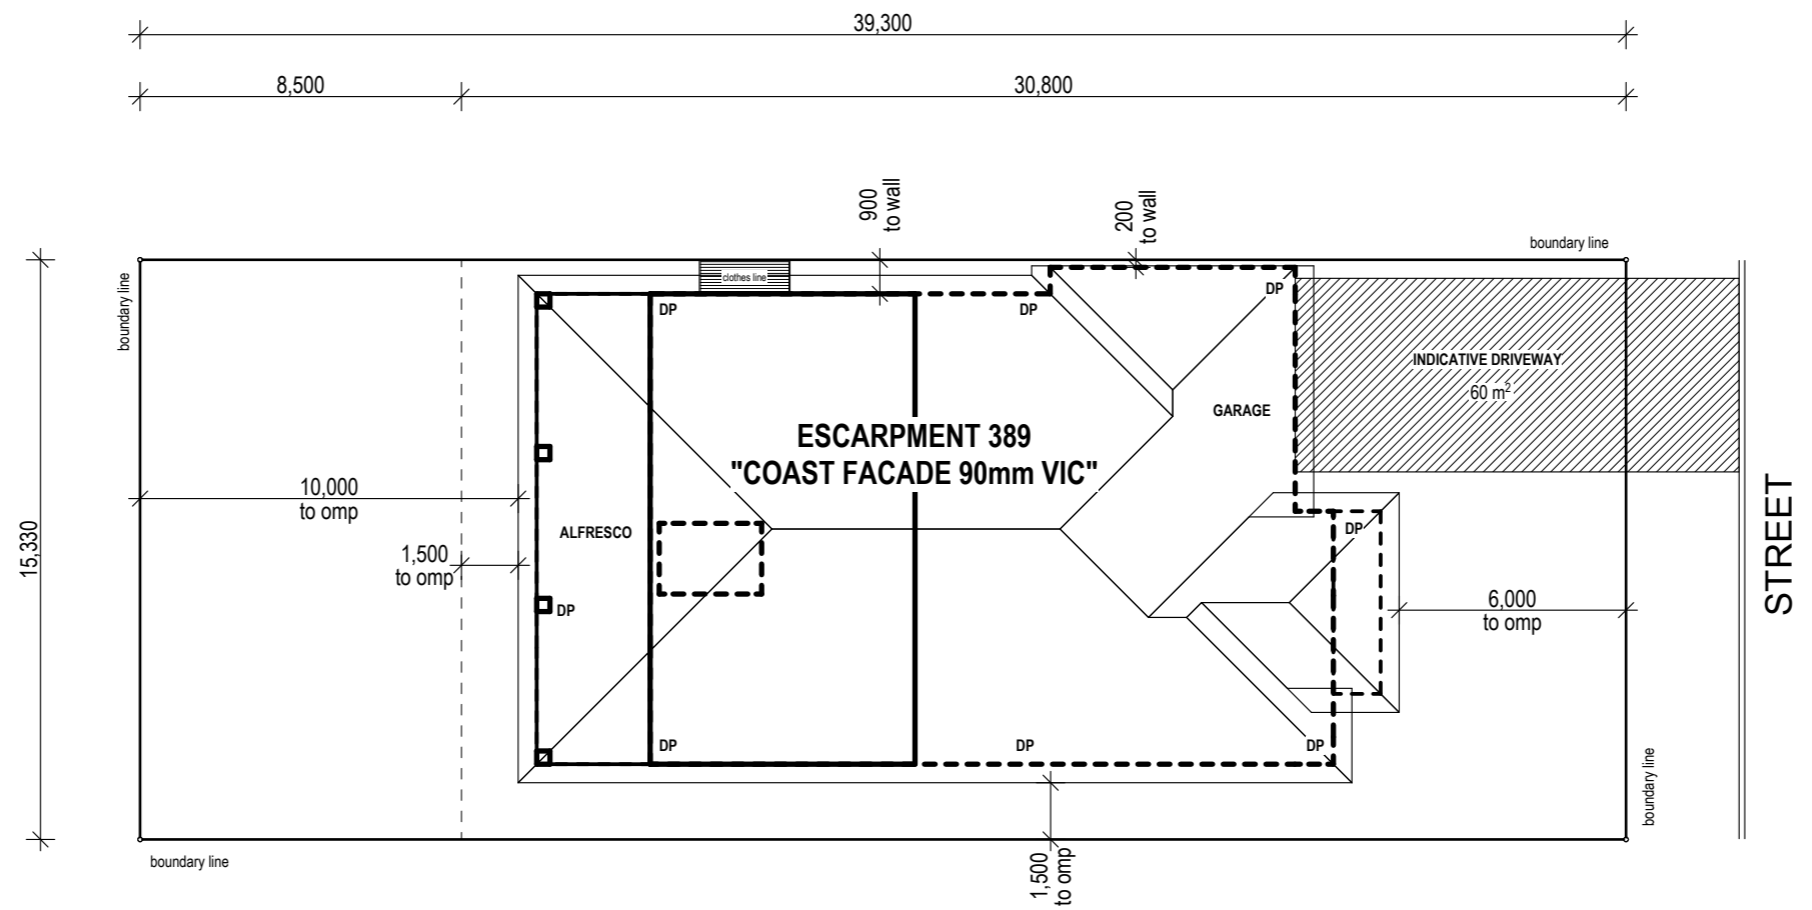 39,300
8,500
30,800
900
to wall
200
to wall
boundary line
boundary line
clothes line
DP
DP
DP
INDICATIVE DRIVEWAY
60 m²
GARAGE
ESCARPMENT 389
"COAST FACADE 90mm VIC"
10,000
to omp
ALFRESCO
DP
15,330
1,500
to omp
STREET
DP
6,000
to omp
DP
DP
DP
boundary line
boundary line
1,500
to omp